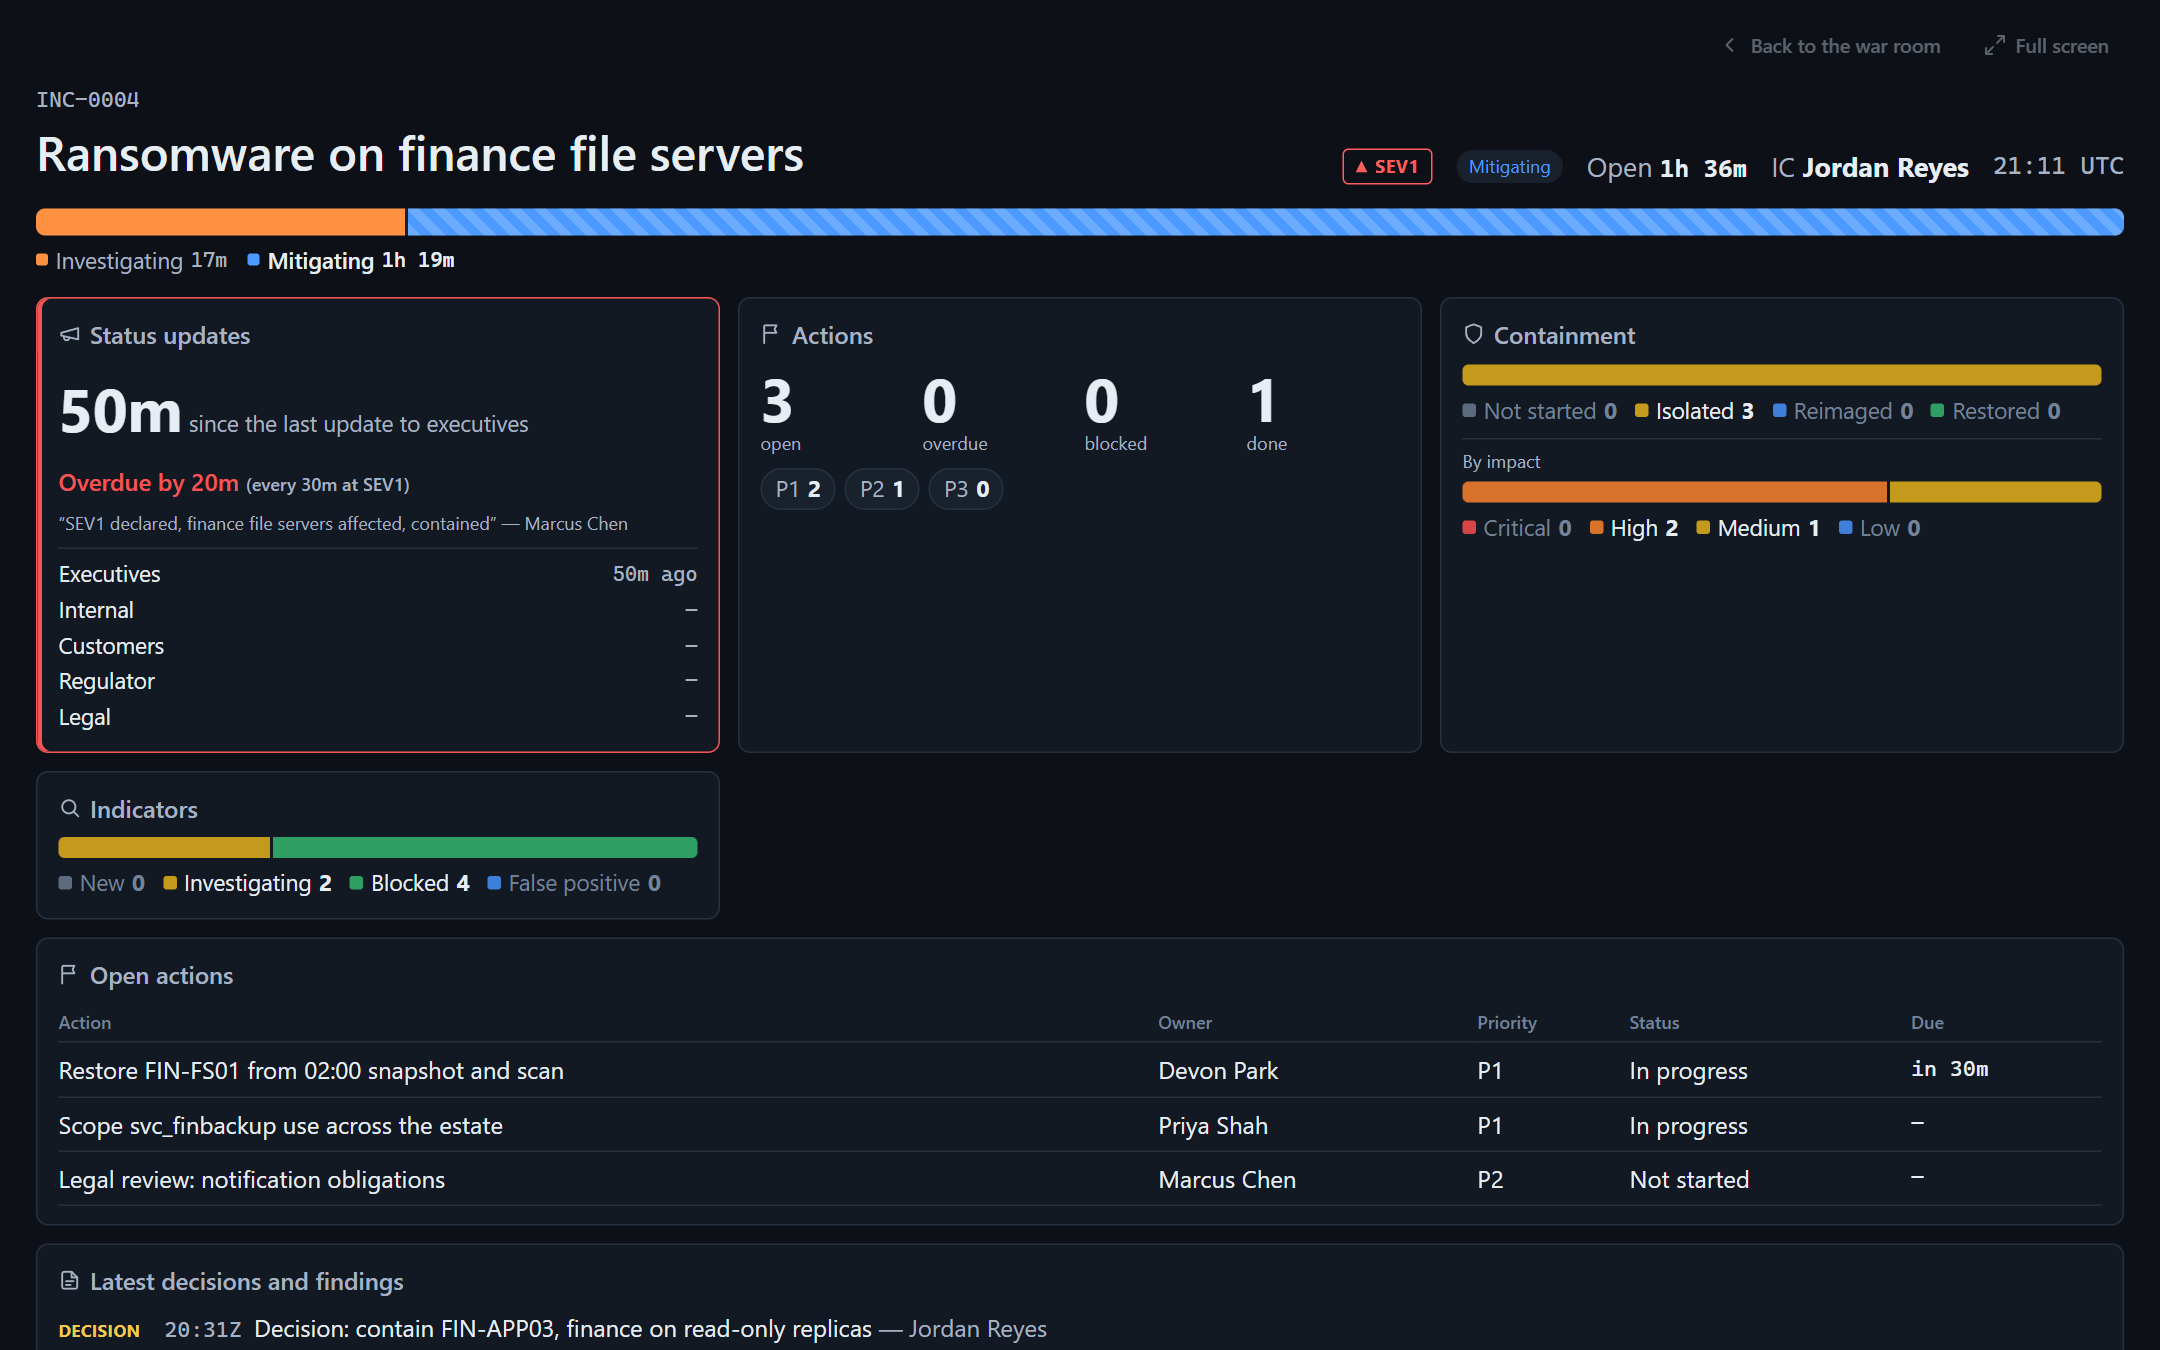 Back to the war room Full screen
INC-0004
Ransomware on finance file servers
SEV1 Mitigating Open 1h 36m IC Jordan Reyes 21:11 UTC
Investigating 17m Mitigating 1h 19m
Status updates
50m since the last update to executives
Overdue by 20m (every 30m at SEV1)
“SEV1 declared, finance file servers affected, contained” — Marcus Chen
Executives 50m ago
Internal –
Customers –
Regulator –
Legal –
Actions
3 0 0 1
open overdue blocked done
P1 2 P2 1 P3 0
Containment
Not started 0 Isolated 3 Reimaged 0 Restored 0
By impact
Critical 0 High 2 Medium 1 Low 0
Indicators
New 0 Investigating 2 Blocked 4 False positive 0
Open actions
Action Owner Priority Status Due
Restore FIN-FS01 from 02:00 snapshot and scan Devon Park P1 In progress in 30m
Scope svc_finbackup use across the estate Priya Shah P1 In progress –
Legal review: notification obligations Marcus Chen P2 Not started –
Latest decisions and findings
DECISION 20:31Z Decision: contain FIN-APP03, finance on read-only replicas — Jordan Reyes